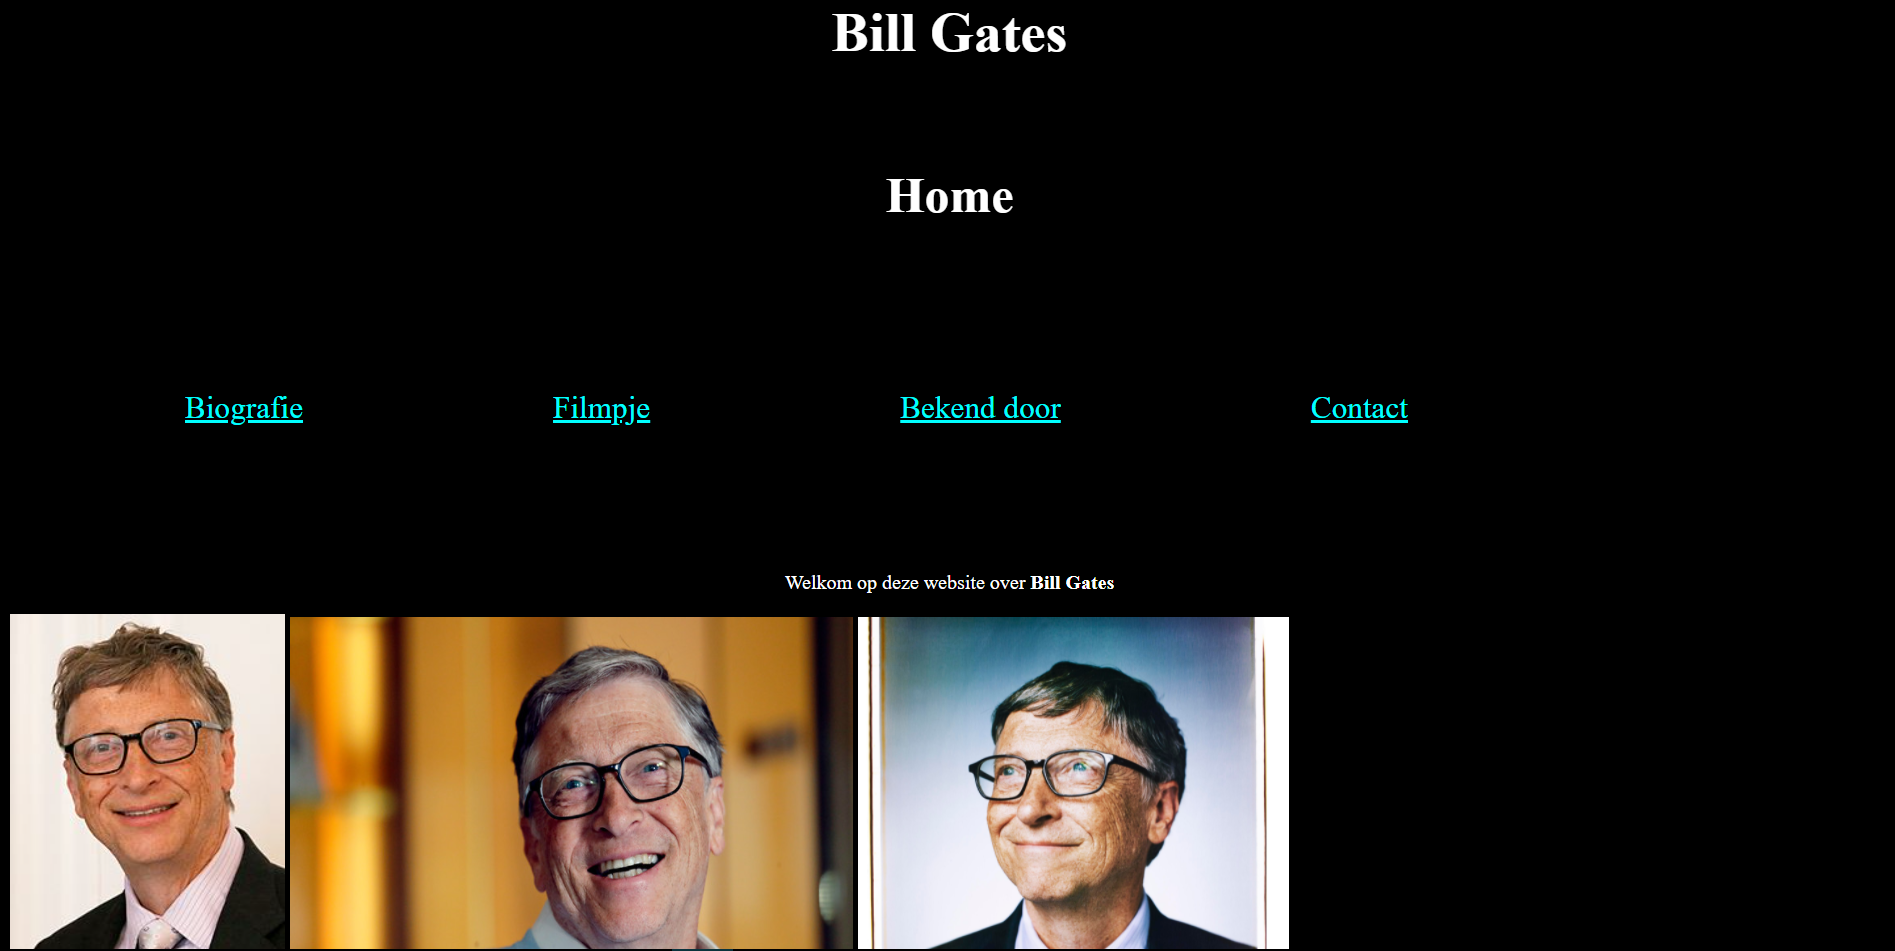 Bill Gates
Home
Biografie Filmpje Bekend door Contact
Welkom op deze website over Bill Gates